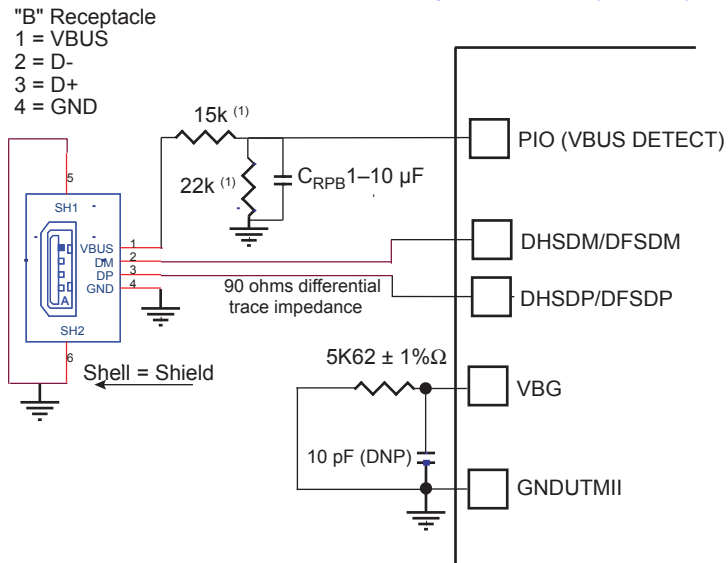 "B" Receptacle
1 = VBUS
2 = D-
3 = D+
4 = GND
15k (1)
22k (1)
CRPB 1–10 µF
PIO (VBUS DETECT)
5
SH1
VBUS 1
DM 2
DP 3
GND 4
A
SH2
6
DHSDM/DFSDM
90 ohms differential
trace impedance
DHSDP/DFSDP
Shell = Shield
5K62 ± 1%Ω
VBG
10 pF (DNP)
GNDUTMII